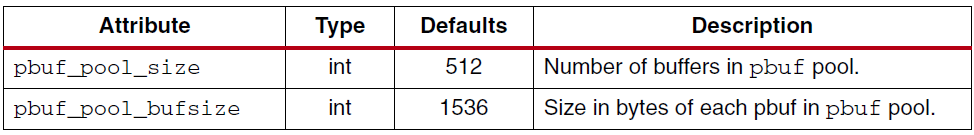 Attribute Type Defaults Description
pbuf_pool_size int 512 Number of buffers in pbuf pool.
pbuf_pool_bufsize int 1536 Size in bytes of each pbuf in pbuf pool.